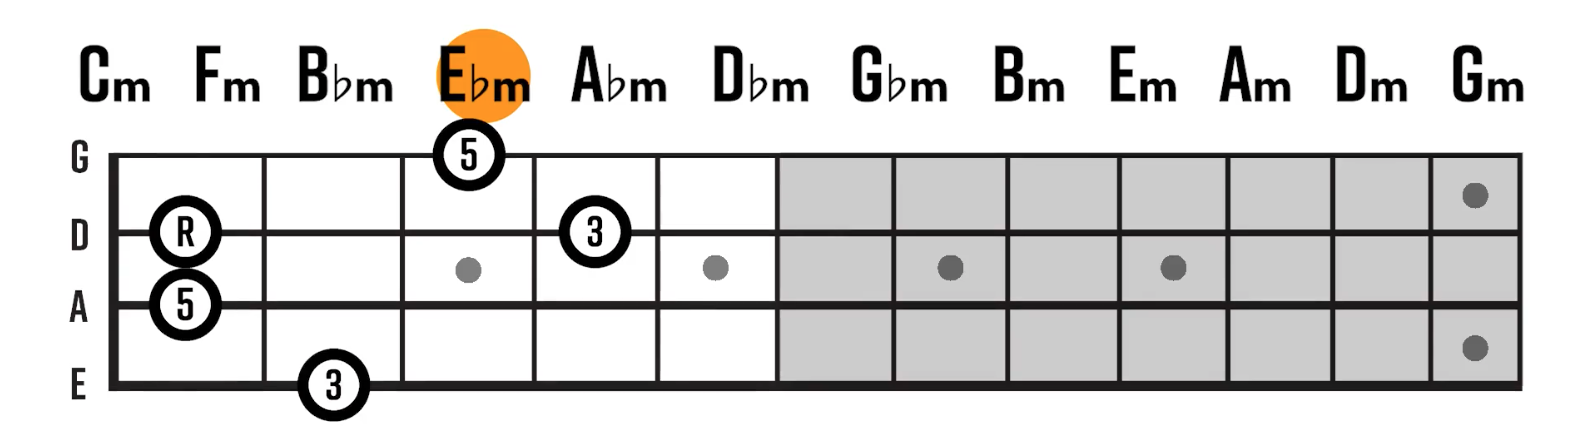 Cm Fm B♭m E♭m A♭m D♭m G♭m Bm Em Am Dm Gm
G 5
D R 3
A 5
E 3